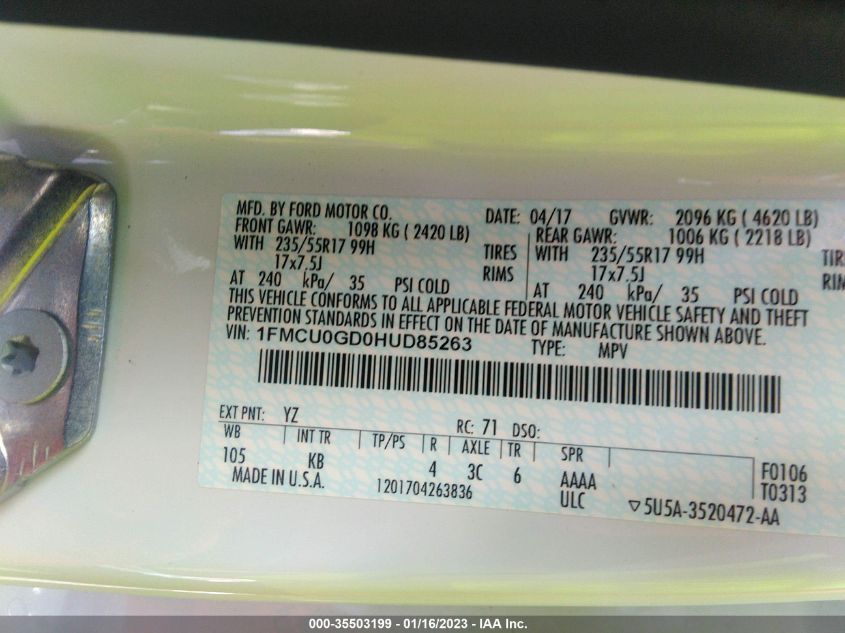 MFD. BY FORD MOTOR CO. DATE: 04/17 GVWR: 2096 KG ( 4620 LB)
FRONT GAWR: 1098 KG ( 2420 LB) REAR GAWR: 1006 KG ( 2218 LB)
WITH 235/55R17 99H TIRES WITH 235/55R17 99H TIRE
17x7.5J RIMS 17x7.5J RIM
AT 240 kPa/ 35 PSI COLD AT 240 kPa/ 35 PSI COLD
THIS VEHICLE CONFORMS TO ALL APPLICABLE FEDERAL MOTOR VEHICLE SAFETY AND THEFT
PREVENTION STANDARDS IN EFFECT ON THE DATE OF MANUFACTURE SHOWN ABOVE.
VIN: 1FMCU0GD0HUD85263 TYPE: MPV
EXT PNT: YZ RC: 71 DSO:
WB INT TR TP/PS R AXLE TR SPR
105 KB 4 3C 6 AAAA F0106
MADE IN U.S.A. 1201704263836 ULC T0313
▽5U5A-3520472-AA
000-35503199 - 01/16/2023 - IAA Inc.